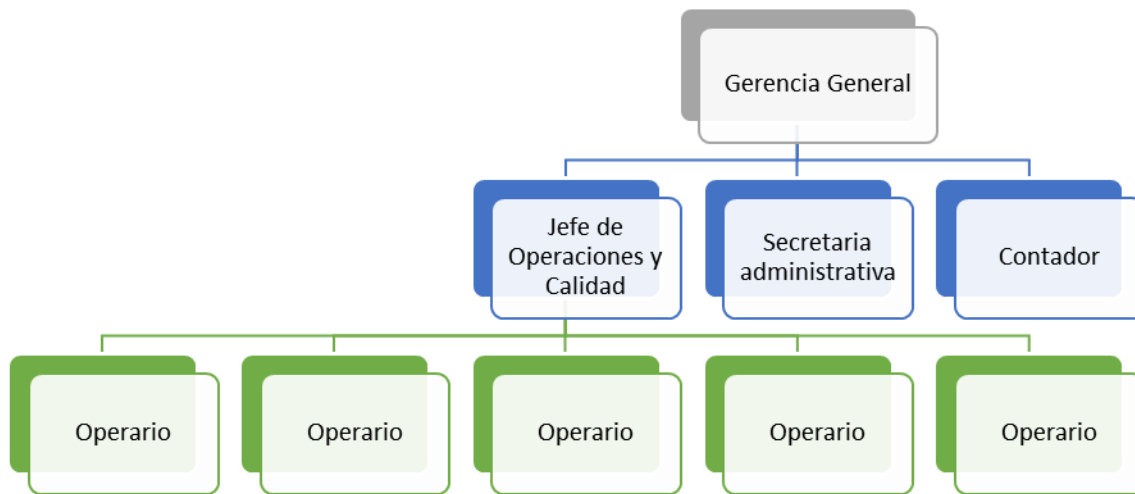 Gerencia General
Jefe de
Operaciones y
Calidad
Secretaria
administrativa
Contador
Operario
Operario
Operario
Operario
Operario